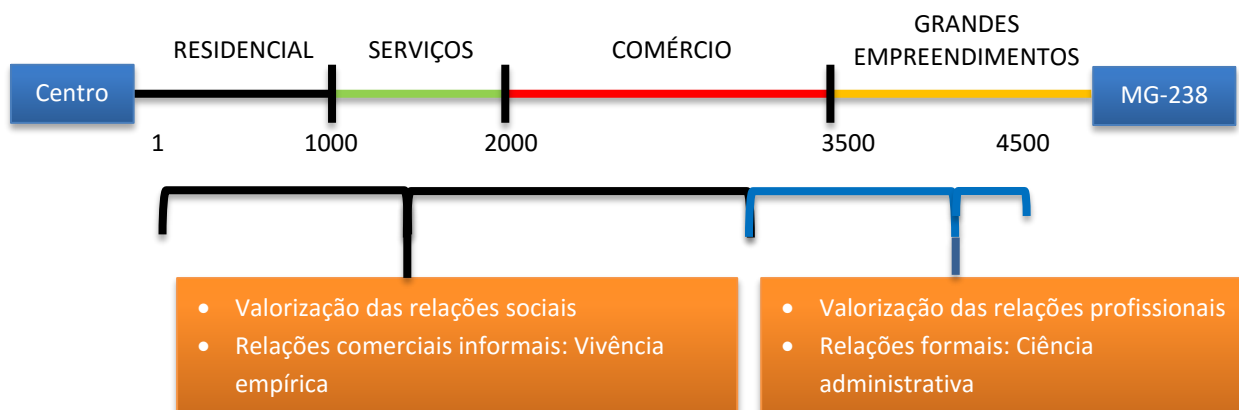 GRANDES
RESIDENCIAL SERVIÇOS COMÉRCIO EMPREENDIMENTOS
Centro MG-238
1 1000 2000 3500 4500
• Valorização das relações sociais
• Relações comerciais informais: Vivência
empírica
• Valorização das relações profissionais
• Relações formais: Ciência
administrativa